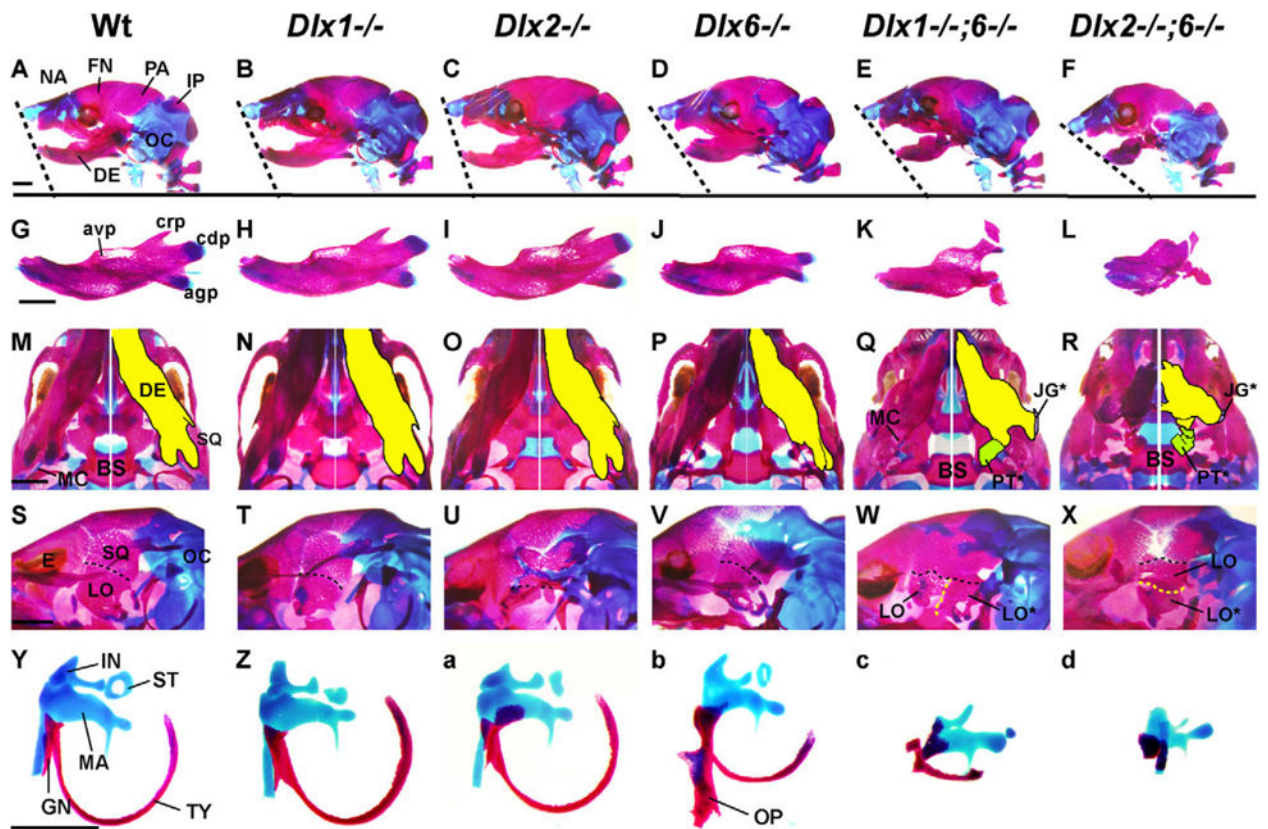 Wt Dlx1-/- Dlx2-/- Dlx6-/- Dlx1-/-;6-/- Dlx2-/-;6-/-
A NA FN PA IP OC DE B C D E F
G avp crp cdp agp H I J K L
M DE SQ MC BS N O P Q MC BS JG* PT* R BS JG* PT*
S E SQ LO OC T U V W LO LO* X LO LO*
Y IN ST MA GN TY Z a b OP c d